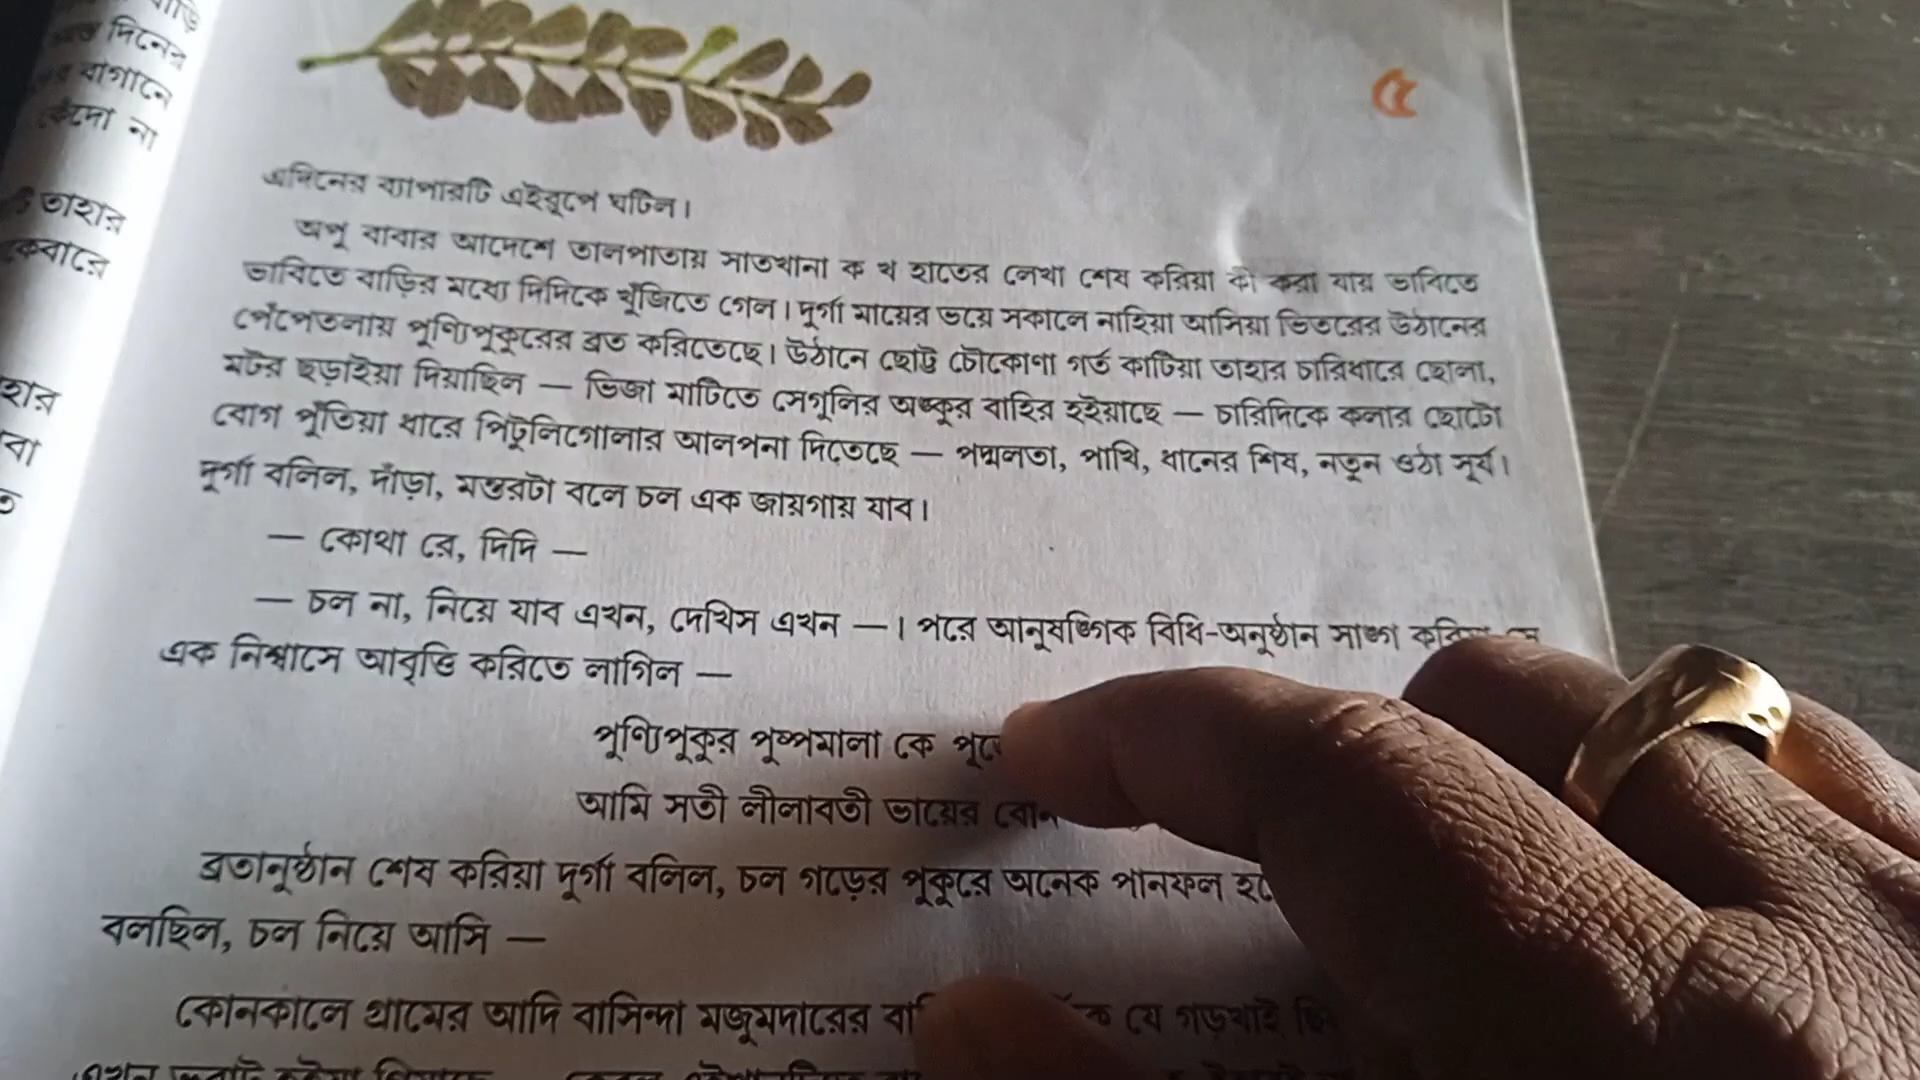 দিনের
বাগানে
কেঁদো না
তাহার
কেবারে
৫
এদিনের ব্যাপারটি এইরূপে ঘটিল।
অপু বাবার আদেশে তালপাতায় সাতখানা ক খ হাতের লেখা শেষ করিয়া কী করা যায় ভাবিতে
ভাবিতে বাড়ির মধ্যে দিদিকে খুঁজিতে গেল। দুর্গা মায়ের ভয়ে সকালে নাহিয়া আসিয়া ভিতরের উঠানের
পেঁপেতলায় পুণ্যিপুকুরের ব্রত করিতেছে। উঠানে ছোট্ট চৌকোণা গর্ত কাটিয়া তাহার চারিধারে ছোলা,
মটর ছড়াইয়া দিয়াছিল — ভিজা মাটিতে সেগুলির অঙ্কুর বাহির হইয়াছে — চারিদিকে কলার ছোটো
বোগ পুঁতিয়া ধারে পিটুলিগোলার আলপনা দিতেছে — পদ্মলতা, পাখি, ধানের শিষ, নতুন ওঠা সূর্য।
দুর্গা বলিল, দাঁড়া, মন্তরটা বলে চল এক জায়গায় যাব।
— কোথা রে, দিদি —
— চল না, নিয়ে যাব এখন, দেখিস এখন —। পরে আনুষঙ্গিক বিধি-অনুষ্ঠান সাঙ্গ করিয়া সে
এক নিশ্বাসে আবৃত্তি করিতে লাগিল —
পুণ্যিপুকুর পুষ্পমালা কে
আমি সতী লীলাবতী ভায়ের বোন
ব্রতানুষ্ঠান শেষ করিয়া দুর্গা বলিল, চল গড়ের পুকুরে অনেক পানফল
বলছিল, চল নিয়ে আসি —
কোনকালে গ্রামের আদি বাসিন্দা মজুমদারের যে গড়খাই